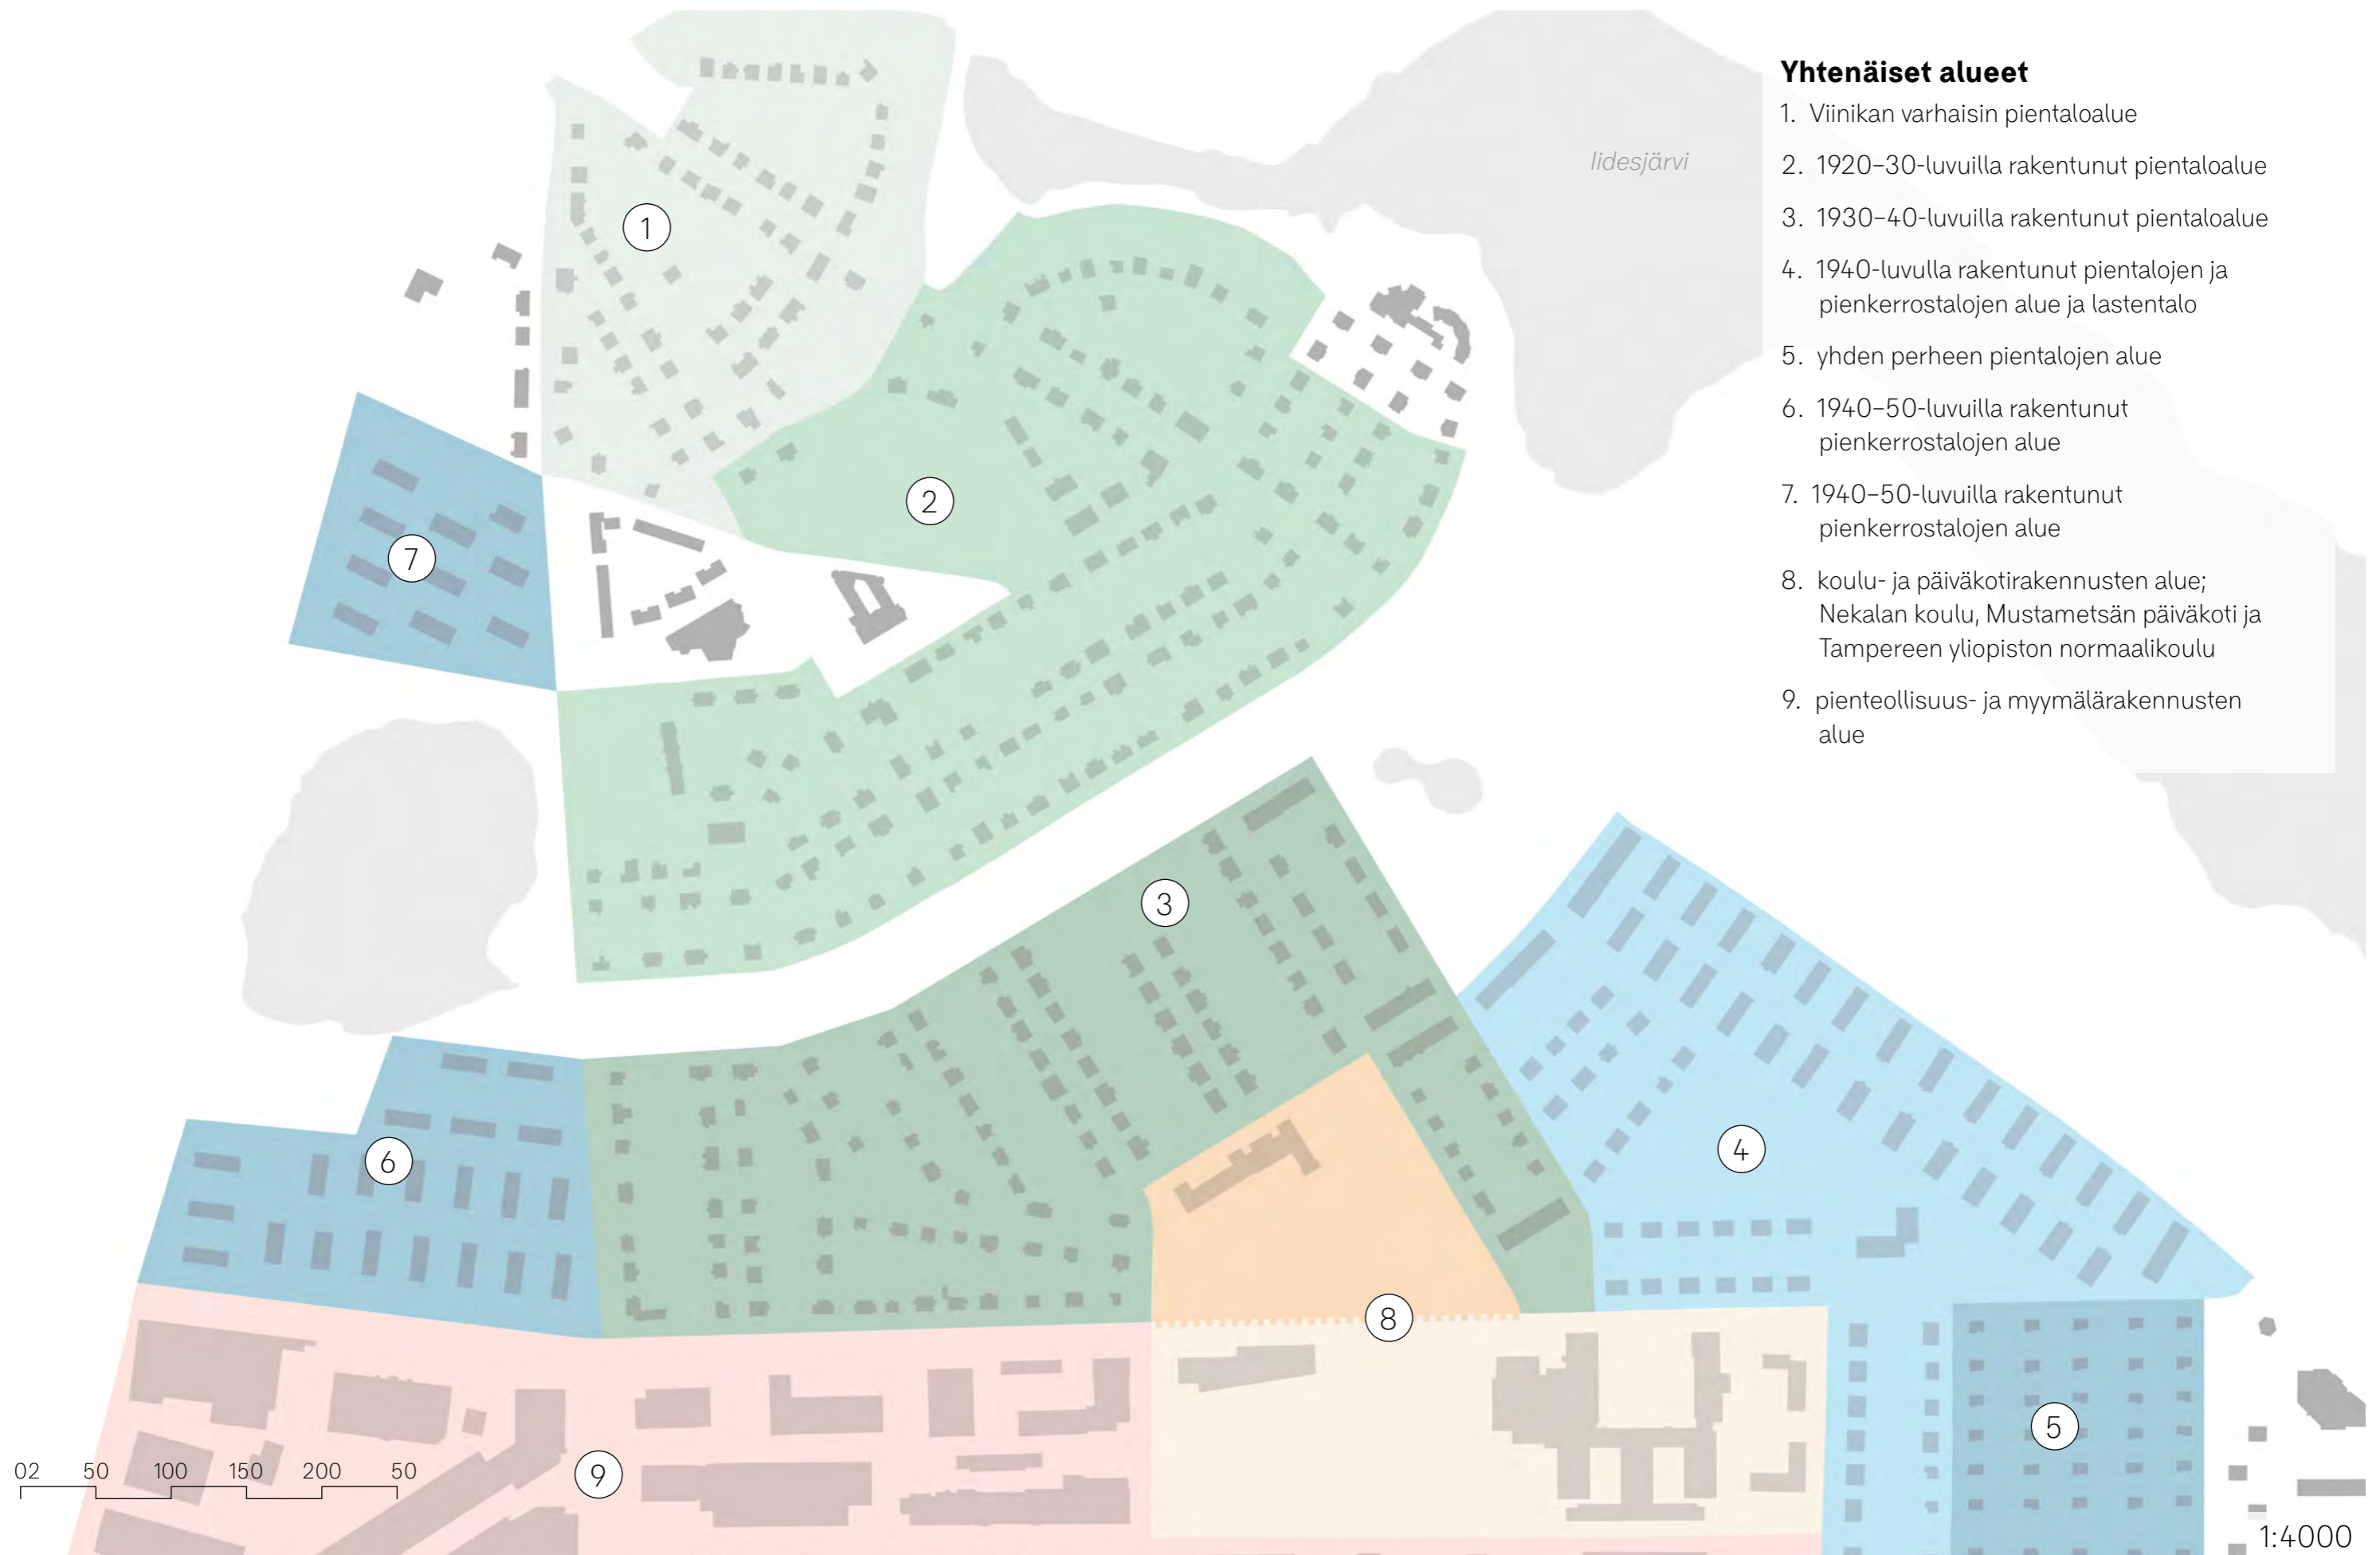 Yhtenäiset alueet
1. Viinikan varhaisin pientaloalue
2. 1920–30-luvuilla rakentunut pientaloalue
3. 1930–40-luvuilla rakentunut pientaloalue
4. 1940-luvulla rakentunut pientalojen ja
pienkerrostalojen alue ja lastentalo
5. yhden perheen pientalojen alue
6. 1940–50-luvuilla rakentunut
pienkerrostalojen alue
7. 1940–50-luvuilla rakentunut
pienkerrostalojen alue
8. koulu- ja päiväkotirakennusten alue;
Nekalan koulu, Mustametsän päiväkoti ja
Tampereen yliopiston normaalikoulu
9. pienteollisuus- ja myymälärakennusten
alue
Iidesjärvi
1
2
7
3
4
6
8
5
9
02 50 100 150 200 50
1:4000